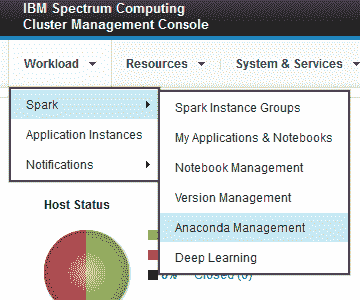 IBM Spectrum Computing
Cluster Management Console
Workload Resources System & Services
Spark
Application Instances
Notifications
Spark Instance Groups
My Applications & Notebooks
Notebook Management
Version Management
Anaconda Management
Deep Learning
Host Status
0% Closed (0)